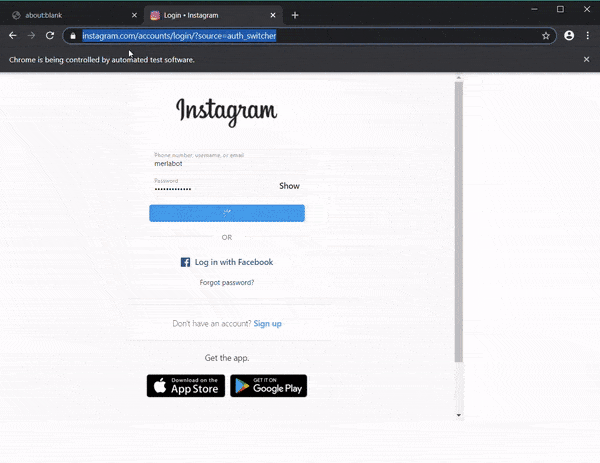 about:blank
Login • Instagram
instagram.com/accounts/login/?source=auth_switcher
Chrome is being controlled by automated test software.
Instagram
Phone number, username, or email
merlabot
Password
•••••••••••••
Show
OR
Log in with Facebook
Forgot password?
Don't have an account? Sign up
Get the app.
Download on the
App Store
GET IT ON
Google Play